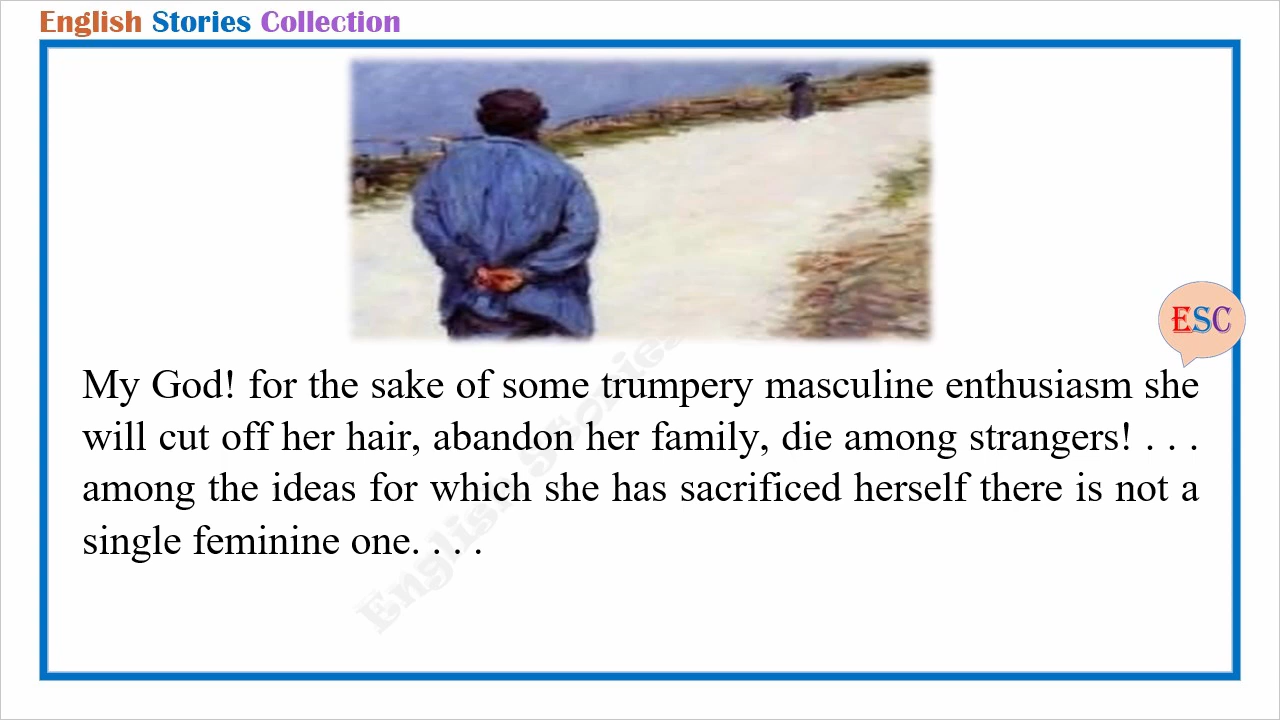 English Stories Collection
ESC
My God! for the sake of some trumpery masculine enthusiasm she
will cut off her hair, abandon her family, die among strangers! . . .
among the ideas for which she has sacrificed herself there is not a
single feminine one. . . .
English Stories